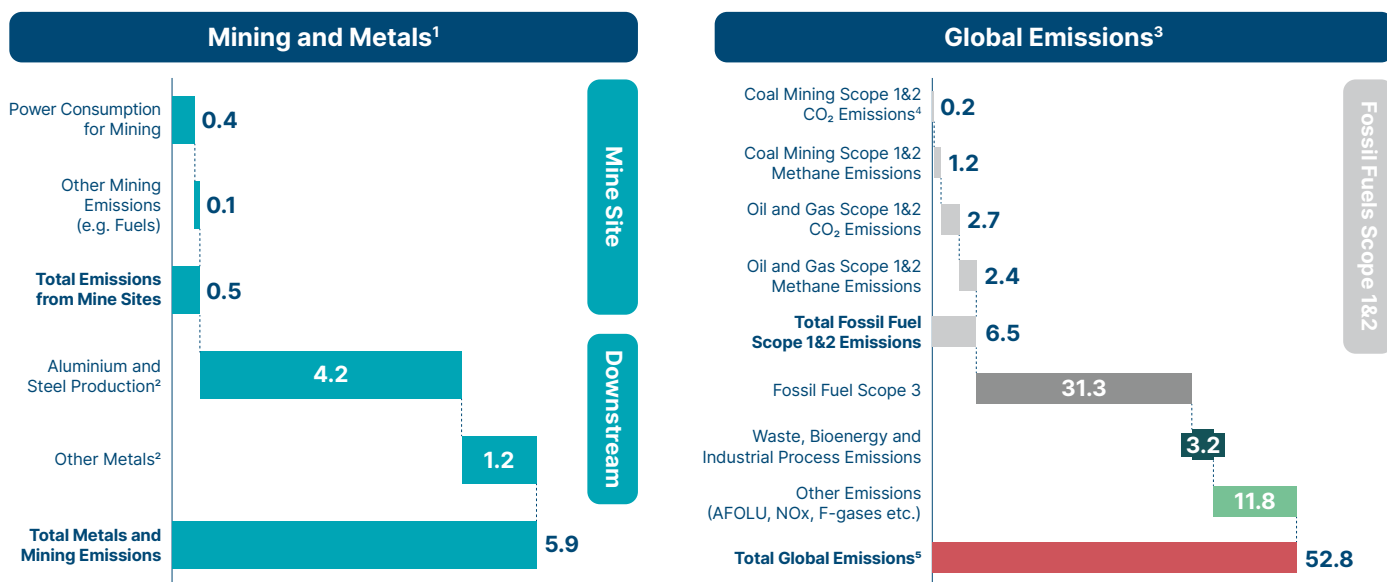 Mining and Metals¹
Power Consumption
for Mining
0.4
Other Mining
Emissions
(e.g. Fuels)
0.1
Total Emissions
from Mine Sites
0.5
Mine Site
Aluminium and
Steel Production²
4.2
Other Metals²
1.2
Downstream
Total Metals and
Mining Emissions
5.9
Global Emissions³
Coal Mining Scope 1&2
CO₂ Emissions⁴
0.2
Coal Mining Scope 1&2
Methane Emissions
1.2
Oil and Gas Scope 1&2
CO₂ Emissions
2.7
Oil and Gas Scope 1&2
Methane Emissions
2.4
Total Fossil Fuel
Scope 1&2 Emissions
6.5
Fossil Fuels Scope 1&2
Fossil Fuel Scope 3
31.3
Waste, Bioenergy and
Industrial Process Emissions
3.2
Other Emissions
(AFOLU, NOx, F-gases etc.)
11.8
Total Global Emissions⁵
52.8